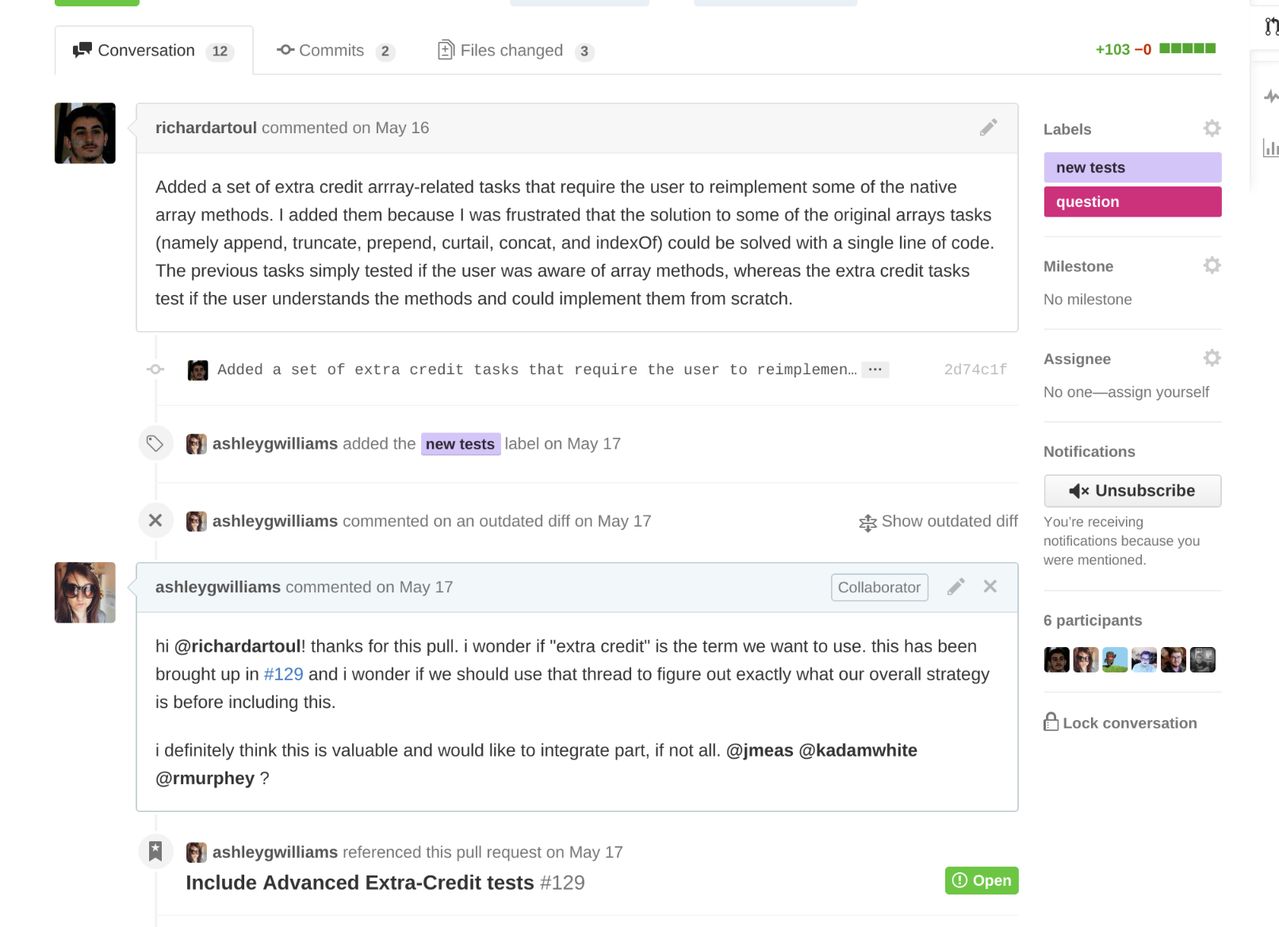 Conversation 12 Commits 2 Files changed 3 +103 −0
richardartoul commented on May 16
Added a set of extra credit arrray-related tasks that require the user to reimplement some of the native
array methods. I added them because I was frustrated that the solution to some of the original arrays tasks
(namely append, truncate, prepend, curtail, concat, and indexOf) could be solved with a single line of code.
The previous tasks simply tested if the user was aware of array methods, whereas the extra credit tasks
test if the user understands the methods and could implement them from scratch.
Added a set of extra credit tasks that require the user to reimplemen… ... 2d74c1f
ashleygwilliams added the new tests label on May 17
ashleygwilliams commented on an outdated diff on May 17 Show outdated diff
ashleygwilliams commented on May 17 Collaborator
hi @richardartoul! thanks for this pull. i wonder if "extra credit" is the term we want to use. this has been
brought up in #129 and i wonder if we should use that thread to figure out exactly what our overall strategy
is before including this.
i definitely think this is valuable and would like to integrate part, if not all. @jmeas @kadamwhite
@rmurphey ?
ashleygwilliams referenced this pull request on May 17
Include Advanced Extra-Credit tests #129 Open
Labels
new tests
question
Milestone
No milestone
Assignee
No one—assign yourself
Notifications
Unsubscribe
You're receiving
notifications because you
were mentioned.
6 participants
Lock conversation